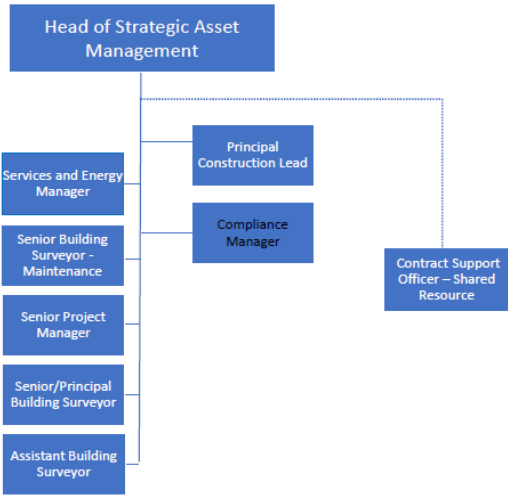 Head of Strategic Asset
Management
Principal
Construction Lead
Services and Energy
Manager
Compliance
Manager
Senior Building
Surveyor -
Maintenance
Contract Support
Officer – Shared
Resource
Senior Project
Manager
Senior/Principal
Building Surveyor
Assistant Building
Surveyor